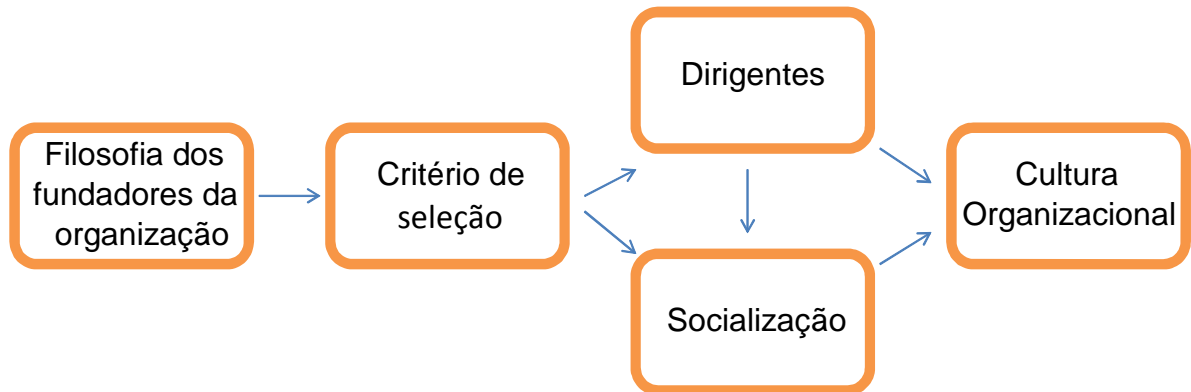 Filosofia dos
fundadores da
organização
Critério de
seleção
Dirigentes
Socialização
Cultura
Organizacional